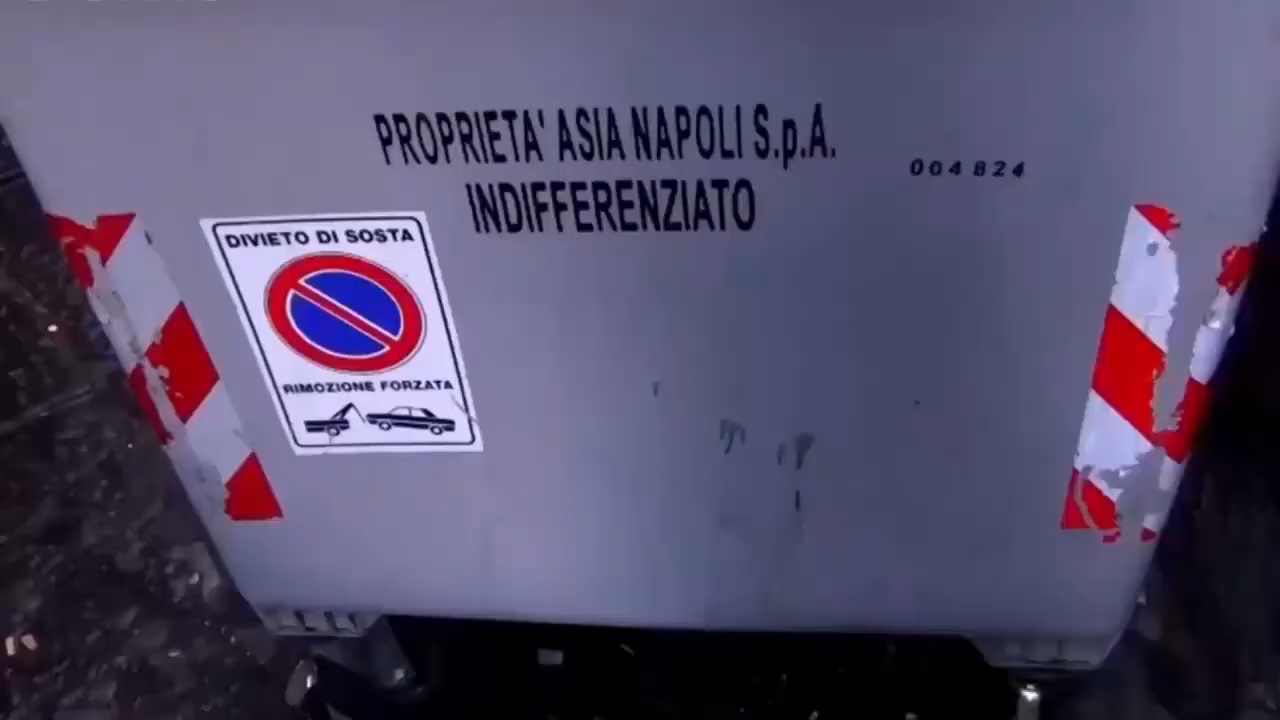 PROPRIETA' ASIA NAPOLI S.p.A.
004824
INDIFFERENZIATO
DIVIETO DI SOSTA
RIMOZIONE FORZATA